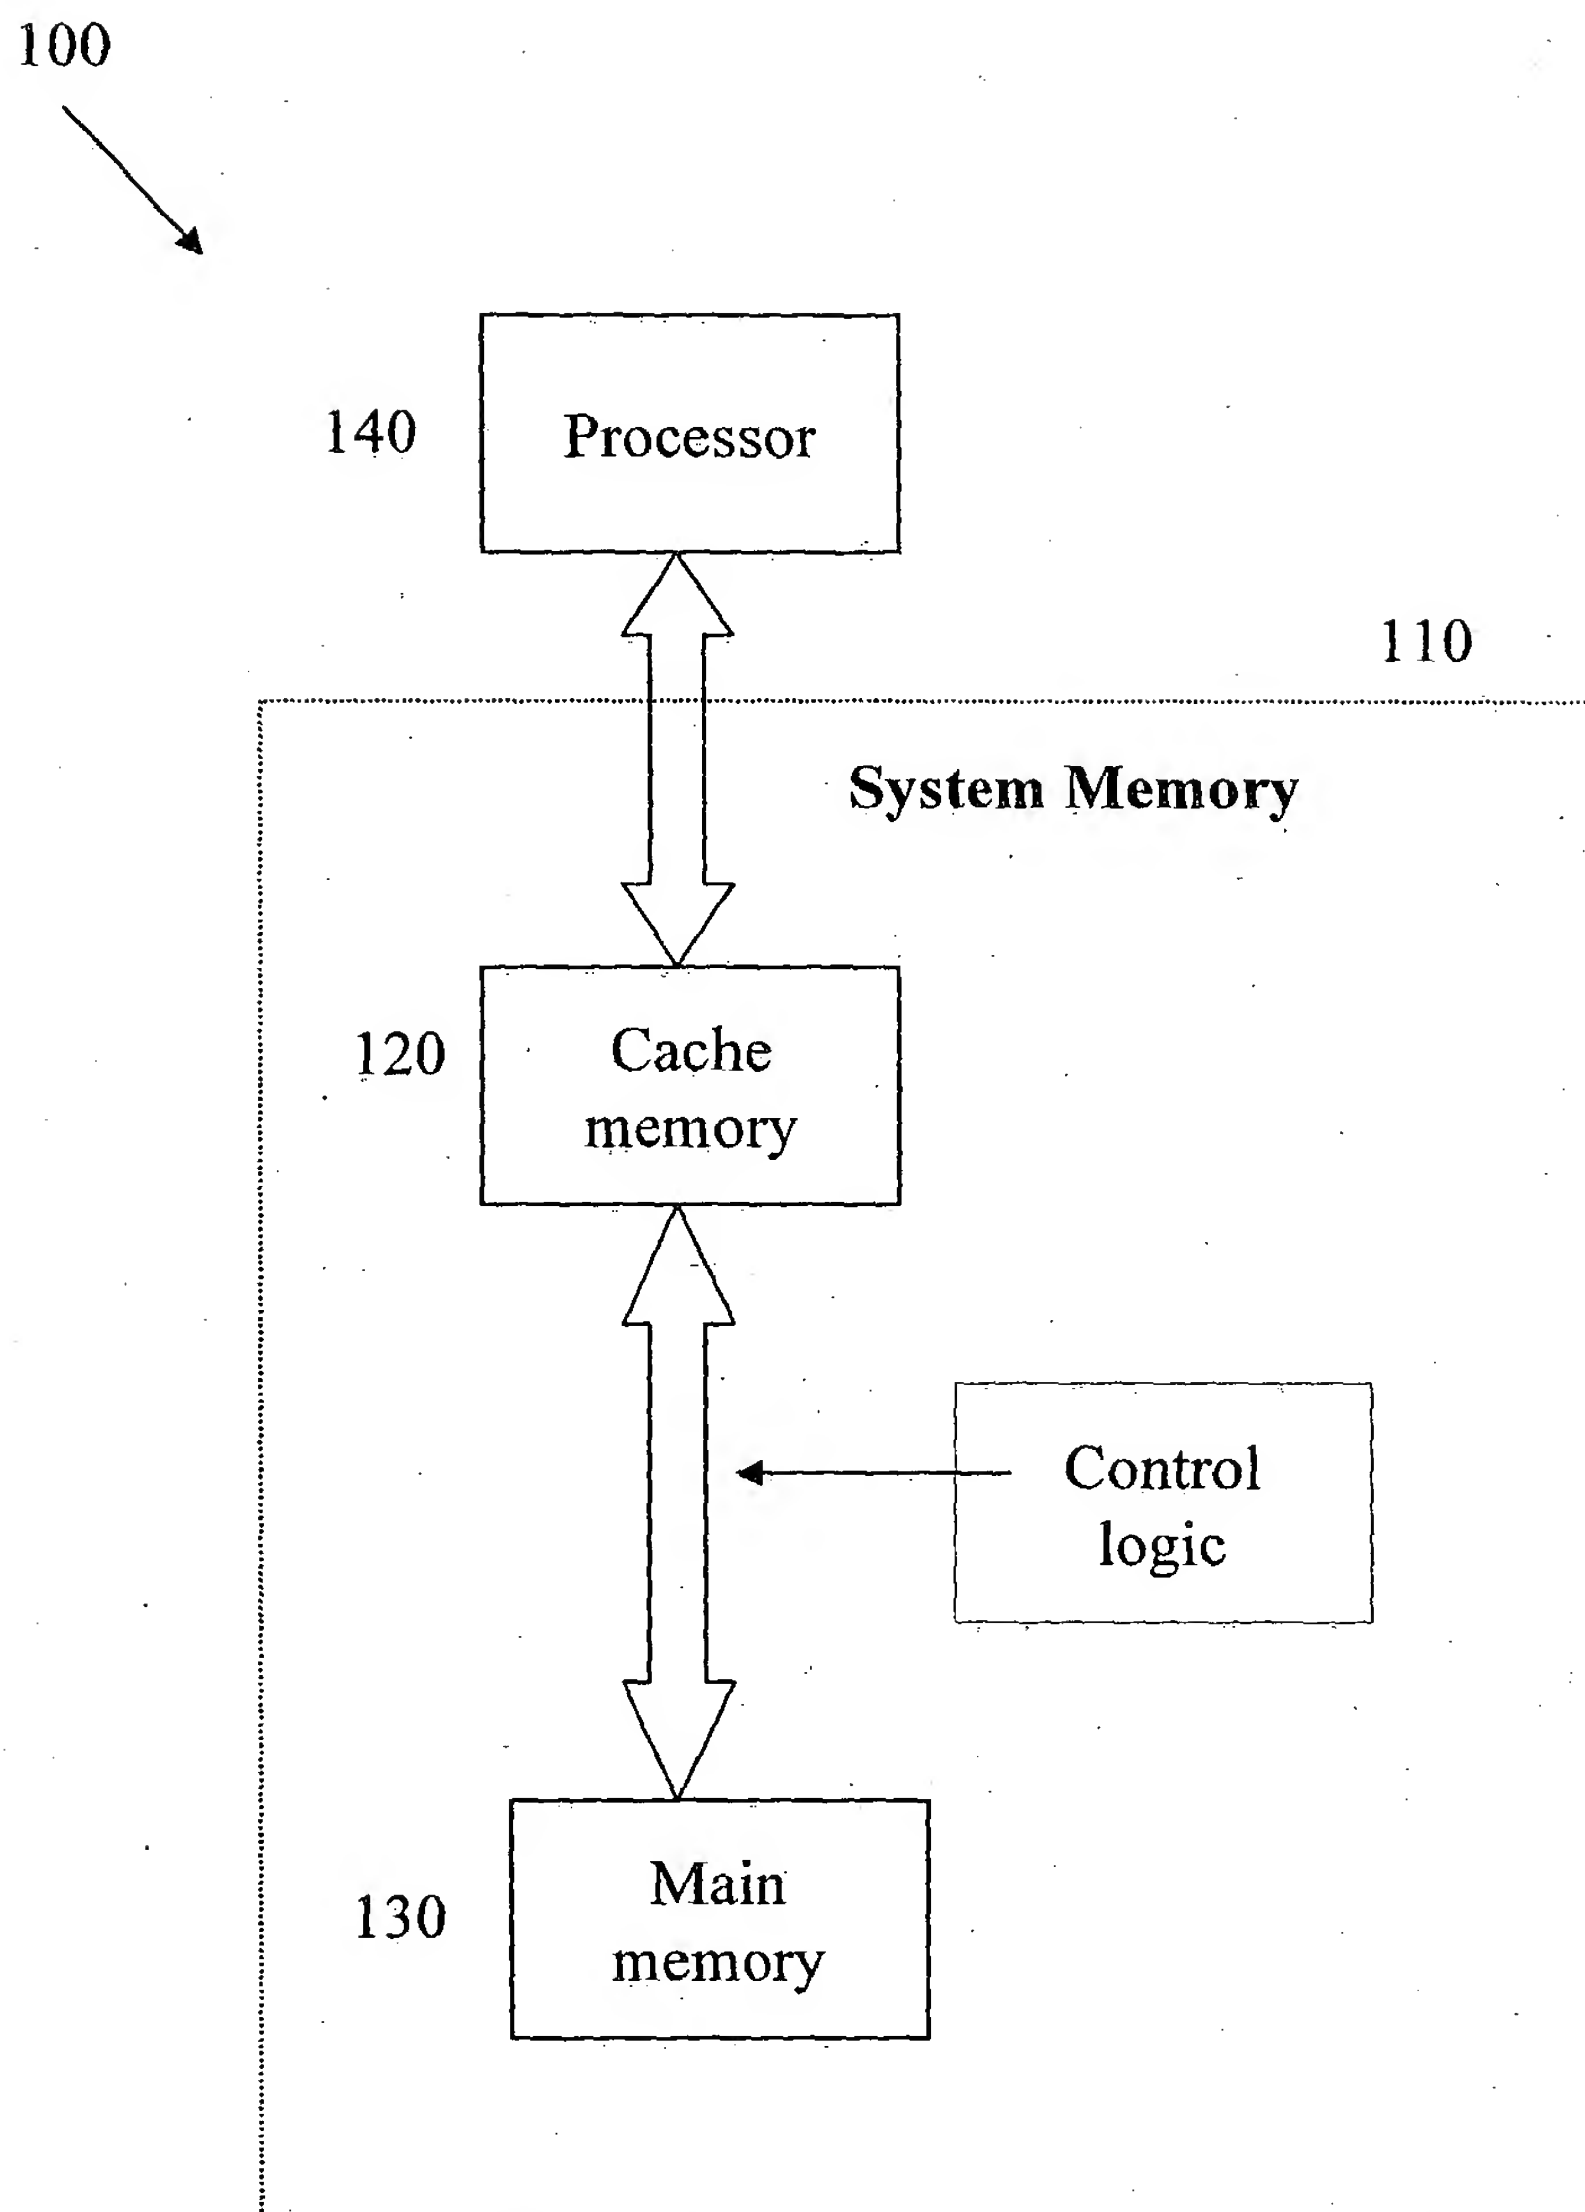 100
140
Processor
110
System Memory
120
Cache
memory
Control
logic
130
Main
memory